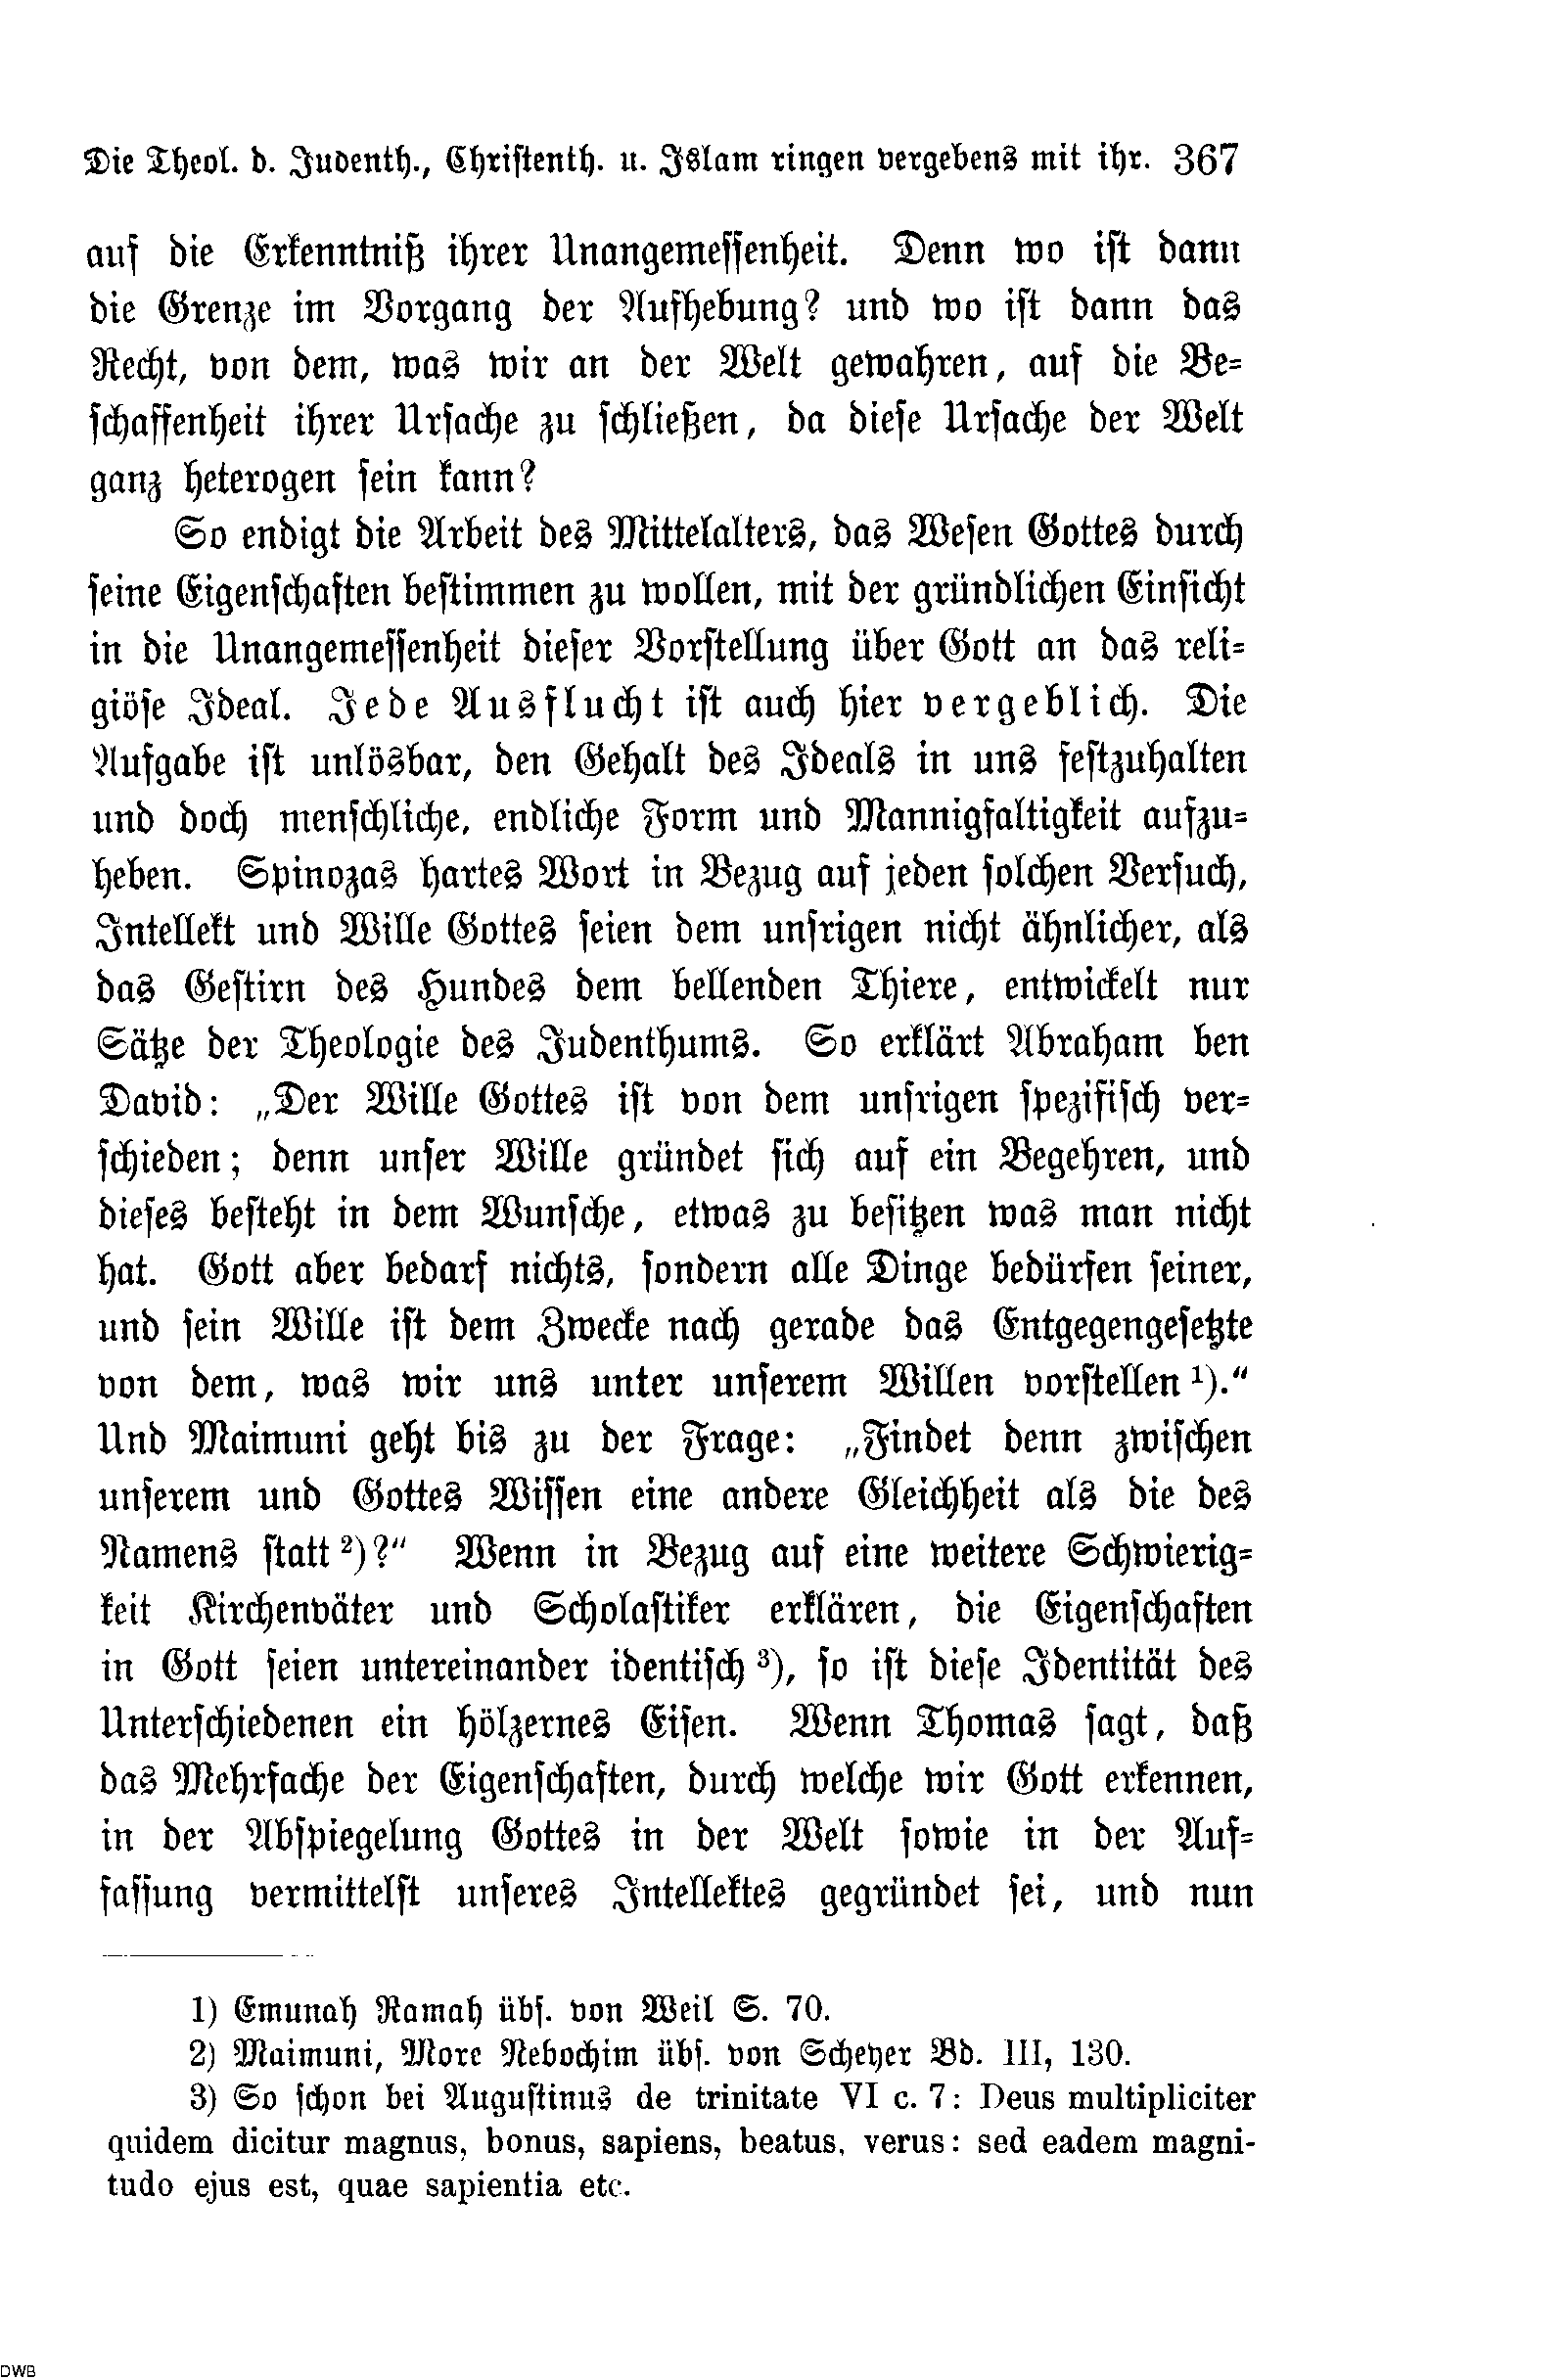 Die Theol. d. Judenth., Christenth. u. Islam ringen vergebens mit ihr. 367
auf die Erkenntniß ihrer Unangemessenheit. Denn wo ist dann
die Grenze im Vorgang der Aufhebung? und wo ist dann das
Recht, von dem, was wir an der Welt gewahren, auf die Be=
schaffenheit ihrer Ursache zu schließen, da diese Ursache der Welt
ganz heterogen sein kann?
So endigt die Arbeit des Mittelalters, das Wesen Gottes durch
seine Eigenschaften bestimmen zu wollen, mit der gründlichen Einsicht
in die Unangemessenheit dieser Vorstellung über Gott an das reli=
giöse Ideal. Jede Ausflucht ist auch hier vergeblich. Die
Aufgabe ist unlösbar, den Gehalt des Ideals in uns festzuhalten
und doch menschliche, endliche Form und Mannigfaltigkeit aufzu=
heben. Spinozas hartes Wort in Bezug auf jeden solchen Versuch,
Intellekt und Wille Gottes seien dem unsrigen nicht ähnlicher, als
das Gestirn des Hundes dem bellenden Thiere, entwickelt nur
Sätze der Theologie des Judenthums. So erklärt Abraham ben
David: „Der Wille Gottes ist von dem unsrigen spezifisch ver=
schieden; denn unser Wille gründet sich auf ein Begehren, und
dieses besteht in dem Wunsche, etwas zu besitzen was man nicht
hat. Gott aber bedarf nichts, sondern alle Dinge bedürfen seiner,
und sein Wille ist dem Zwecke nach gerade das Entgegengesetzte
von dem, was wir uns unter unserem Willen vorstellen ¹).“
Und Maimuni geht bis zu der Frage: „Findet denn zwischen
unserem und Gottes Wissen eine andere Gleichheit als die des
Namens statt ²)?“ Wenn in Bezug auf eine weitere Schwierig=
keit Kirchenväter und Scholastiker erklären, die Eigenschaften
in Gott seien untereinander identisch ³), so ist diese Identität des
Unterschiedenen ein hölzernes Eisen. Wenn Thomas sagt, daß
das Mehrfache der Eigenschaften, durch welche wir Gott erkennen,
in der Abspiegelung Gottes in der Welt sowie in der Auf=
fassung vermittelst unseres Intellektes gegründet sei, und nun
1) Emunah Ramah übs. von Weil S. 70.
2) Maimuni, More Nebochim übs. von Scheyer Bd. III, 130.
3) So schon bei Augustinus de trinitate VI c. 7: Deus multipliciter
quidem dicitur magnus, bonus, sapiens, beatus, verus: sed eadem magni-
tudo ejus est, quae sapientia etc.
DWB